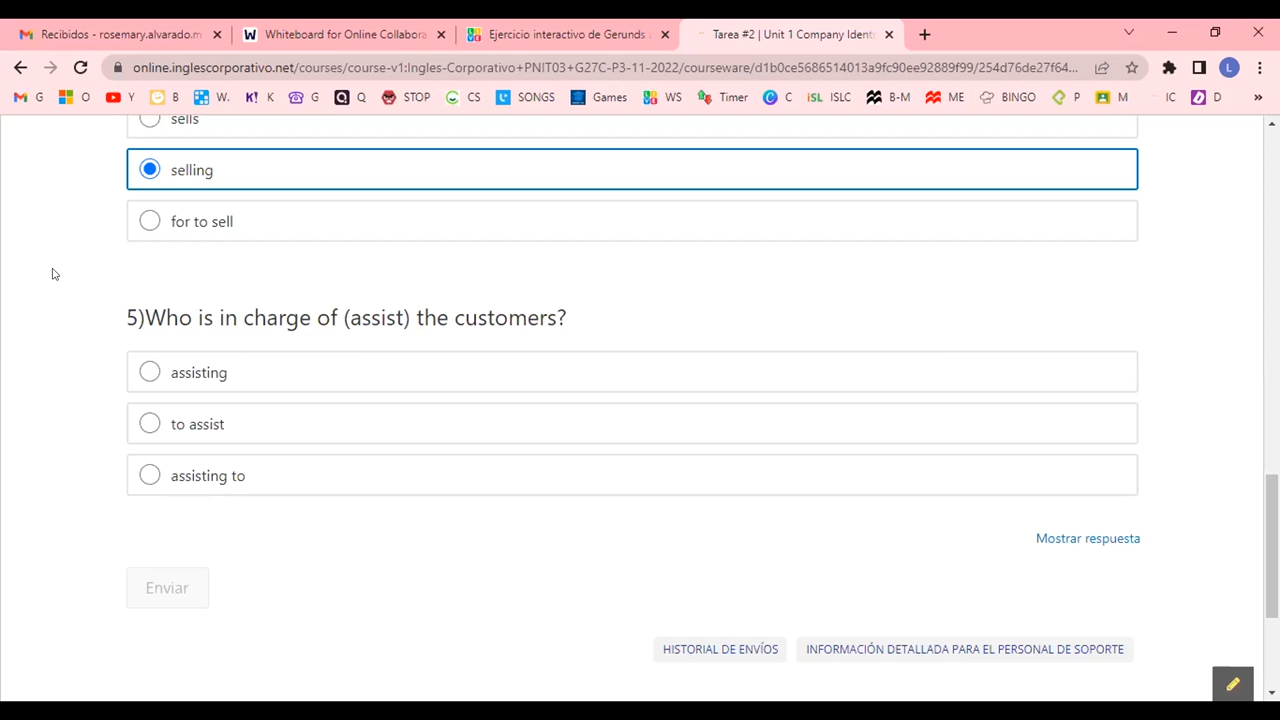 Recibidos - rosemary.alvarado.m
Whiteboard for Online Collabora
Ejercicio interactivo de Gerunds
Tarea #2 | Unit 1 Company Ident
online.inglescorporativo.net/courses/course-v1:Ingles-Corporativo+PNIT03+G27C-P3-11-2022/courseware/d1b0ce5686514013a9fc90ee92889f99/254d76de27f64...
L
G O Y B W. K! K G Q STOP CS SONGS Games WS Timer C iSL ISLC B-M ME BINGO P M IC D »
sells
selling
for to sell
5)Who is in charge of (assist) the customers?
assisting
to assist
assisting to
Mostrar respuesta
Enviar
HISTORIAL DE ENVÍOS
INFORMACIÓN DETALLADA PARA EL PERSONAL DE SOPORTE